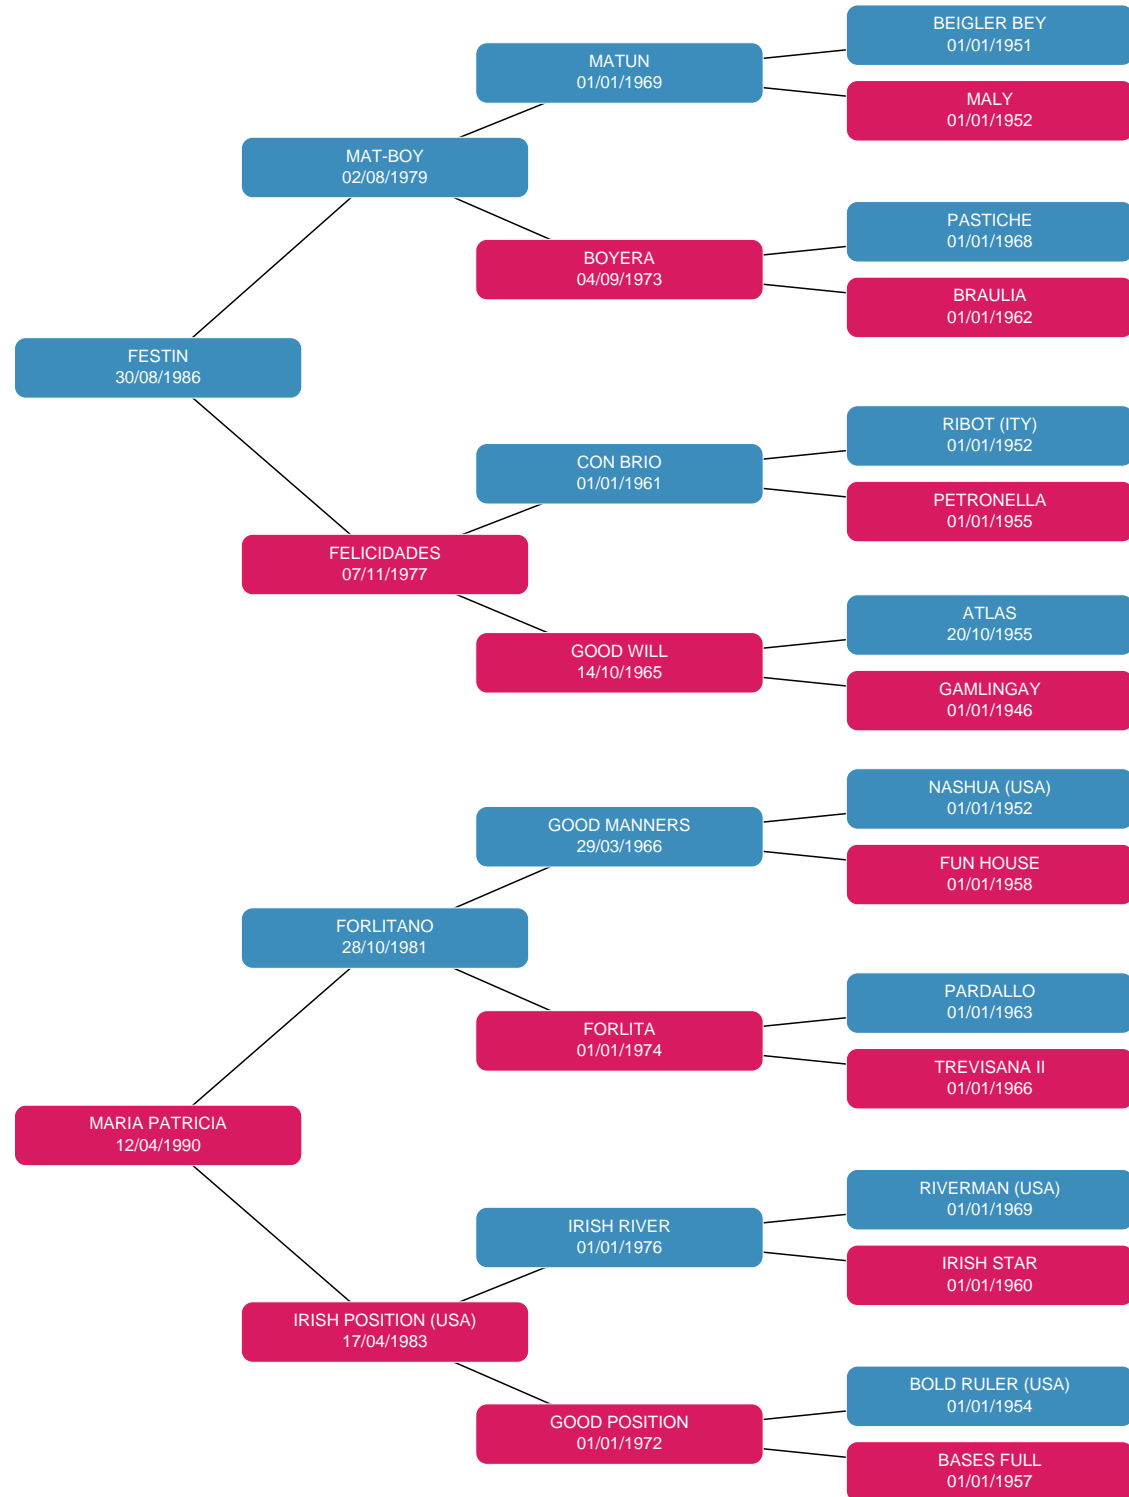 BEIGLER BEY
01/01/1951
MATUN
01/01/1969
MALY
01/01/1952
MAT-BOY
02/08/1979
PASTICHE
01/01/1968
BOYERA
04/09/1973
BRAULIA
01/01/1962
FESTIN
30/08/1986
RIBOT (ITY)
01/01/1952
CON BRIO
01/01/1961
PETRONELLA
01/01/1955
FELICIDADES
07/11/1977
ATLAS
20/10/1955
GOOD WILL
14/10/1965
GAMLINGAY
01/01/1946
NASHUA (USA)
01/01/1952
GOOD MANNERS
29/03/1966
FUN HOUSE
01/01/1958
FORLITANO
28/10/1981
PARDALLO
01/01/1963
FORLITA
01/01/1974
TREVISANA II
01/01/1966
MARIA PATRICIA
12/04/1990
RIVERMAN (USA)
01/01/1969
IRISH RIVER
01/01/1976
IRISH STAR
01/01/1960
IRISH POSITION (USA)
17/04/1983
BOLD RULER (USA)
01/01/1954
GOOD POSITION
01/01/1972
BASES FULL
01/01/1957